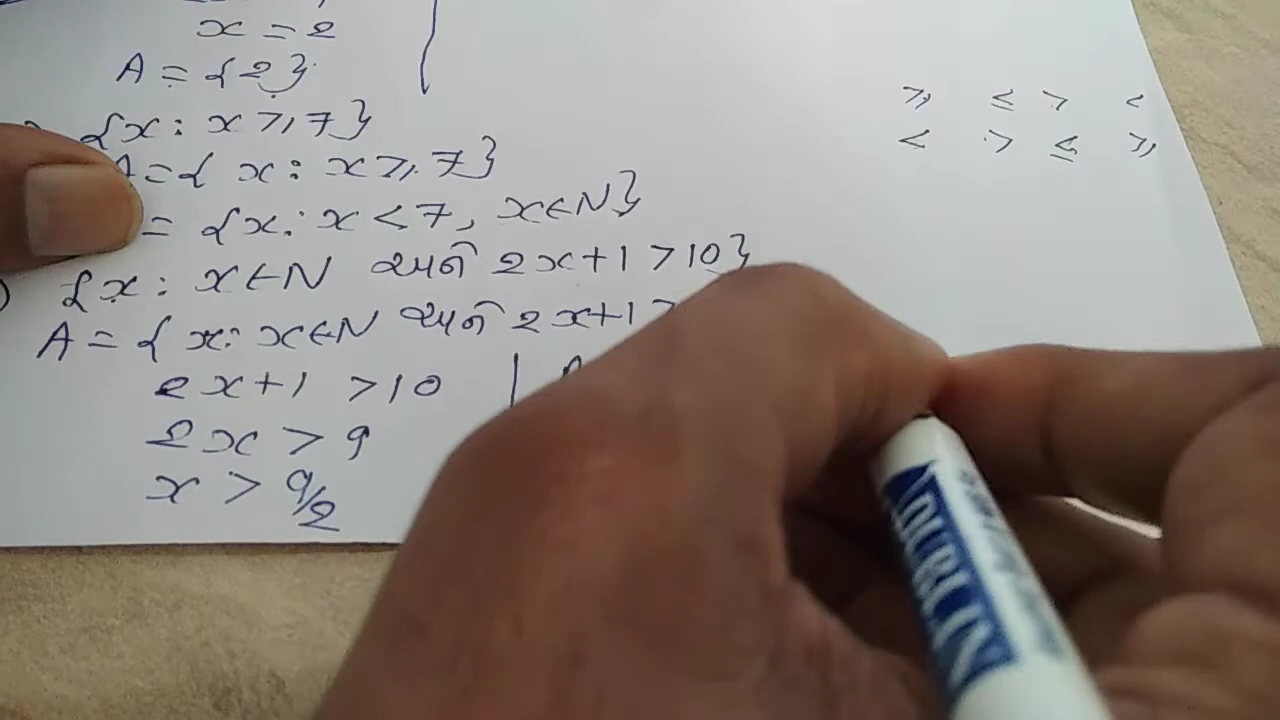 x = 2
A = {2}
≥ ≤ > <
< > ≤ ≥
) {x : x ≥ 7}
A = { x : x ≥ 7}
= {x : x < 7, x ∈ N}
) {x : x ∈ N અને 2x+1 > 10}
A = { x : x ∈ N અને 2x+1 >
2x+1 > 10
2x > 9
x > 9/2
DUBLIN